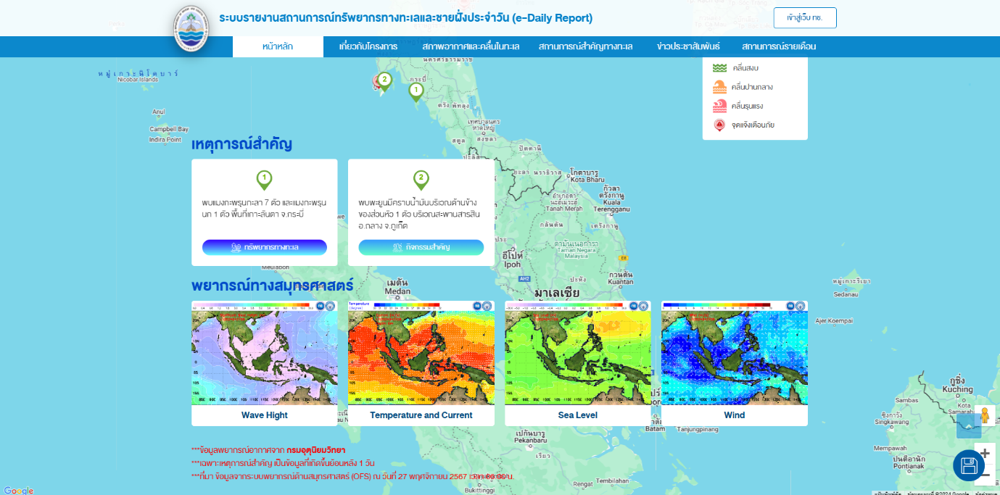 ระบบรายงานสถานการณ์ทรัพยากรทางทะเลและชายฝั่งประจำวัน (e-Daily Report)
เข้าสู่เว็บ ทช.
หน้าหลัก
เกี่ยวกับโครงการ
สภาพอากาศและคลื่นในทะเล
สถานการณ์สำคัญทางทะเล
ข่าวประชาสัมพันธ์
สถานการณ์รายเดือน
คลื่นสงบ
คลื่นปานกลาง
คลื่นรุนแรง
จุดแจ้งเตือนภัย
หมู่เกาะนิโคบาร์
Nicobar Islands
2
กระบี่
1
ตรัง พัทลุง
Anul
Campbell Bay
Indira Point
เทศบาลนคร
หาดใหญ่
สตูล สงขลา
ปัตตานี
ยะลา นราธิวาส
โกตาบารู
Kota Bharu
กัวลา
ตรังกานู
Kuala
Terengganu
Tanah Merah
กลันตัน
ตรังกานู
ตามันเนอการา
Taman Negara
Malaysia
อีโปห์
Ipoh
E8
AH2
ปะหัง
กวนตัน
Kuantan
มาเลเซีย
เหตุการณ์สำคัญ
1
พบแมงกะพรุนกะลา 7 ตัว และแมงกะพรุน
นก 1 ตัว พื้นที่เกาะลันตา จ.กระบี่
ทรัพยากรทางทะเล
2
พบพะยูนมีคราบน้ำมันบริเวณด้านข้าง
ของส่วนหัว 1 ตัว บริเวณสะพานสารสิน
อ.ถลาง จ.ภูเก็ต
กิจกรรมสำคัญ
Meulaboh
พยากรณ์ทางสมุทรศาสตร์
เมดัน
Medan
หมู่เกาะรีเยา
Sedanau
Ajer Koempai
Wave Hight
Temperature and Current
Sea Level
Wind
Batam
Tanjungpinang
เปกันบารู
Pekanbaru
เรียว
กูชิง
Kuching
Sambas
Kota
ซิงกาวัง
Singkawang
Mempawah
ปนตีอานัก
Pontianak
***ข้อมูลพยากรณ์อากาศจาก กรมอุตุนิยมวิทยา
***เฉพาะเหตุการณ์สำคัญ เป็นข้อมูลที่เกิดขึ้นย้อนหลัง 1 วัน
***ที่มา ข้อมูลจากระบบพยากรณ์ด้านสมุทรศาสตร์ (OFS) ณ วันที่ 27 พฤศจิกายน 2567 เวลา 06.00 น.
Bukittinggi
Rengat
Tembilahan
Google